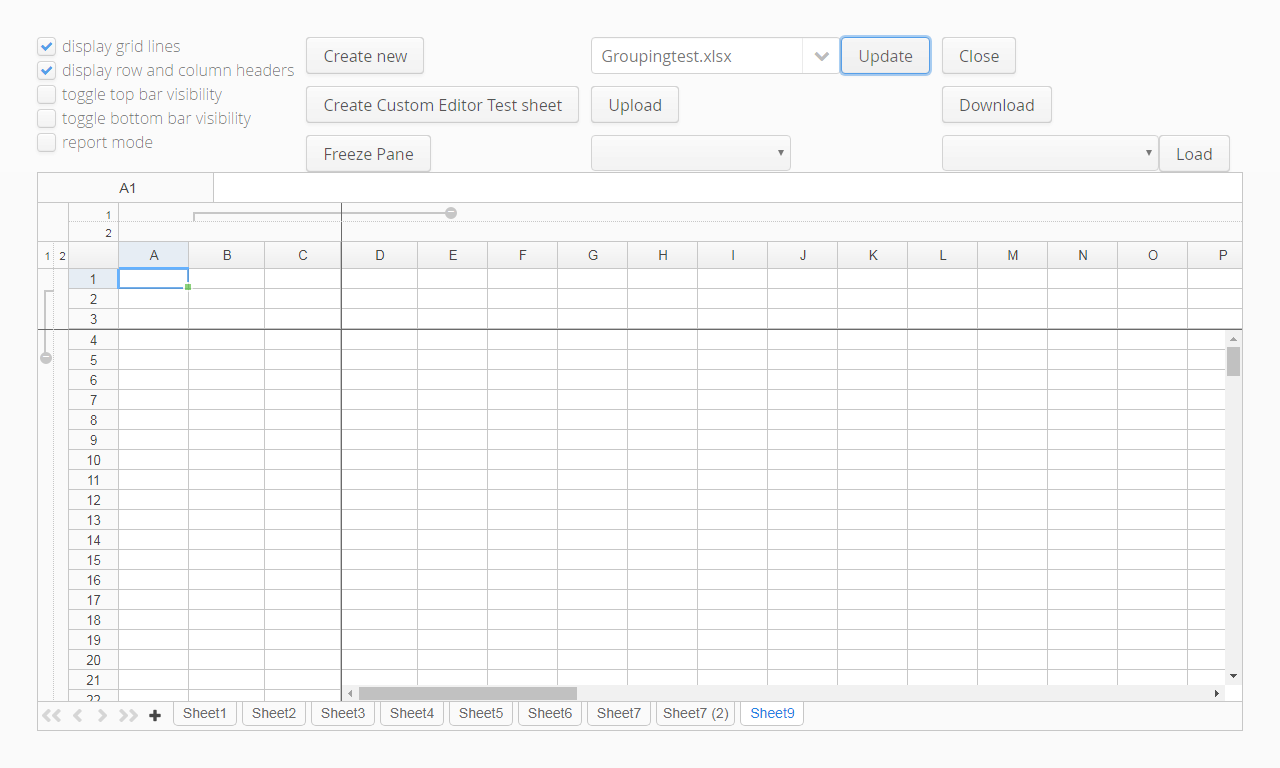 display grid lines
display row and column headers
toggle top bar visibility
toggle bottom bar visibility
report mode
Create new
Groupingtest.xlsx
Update
Close
Create Custom Editor Test sheet
Upload
Download
Freeze Pane
Load
A1
1
2
1 2
A B C D E F G H I J K L M N O P
1
2
3
4
5
6
7
8
9
10
11
12
13
14
15
16
17
18
19
20
21
22
Sheet1 Sheet2 Sheet3 Sheet4 Sheet5 Sheet6 Sheet7 Sheet7 (2) Sheet9